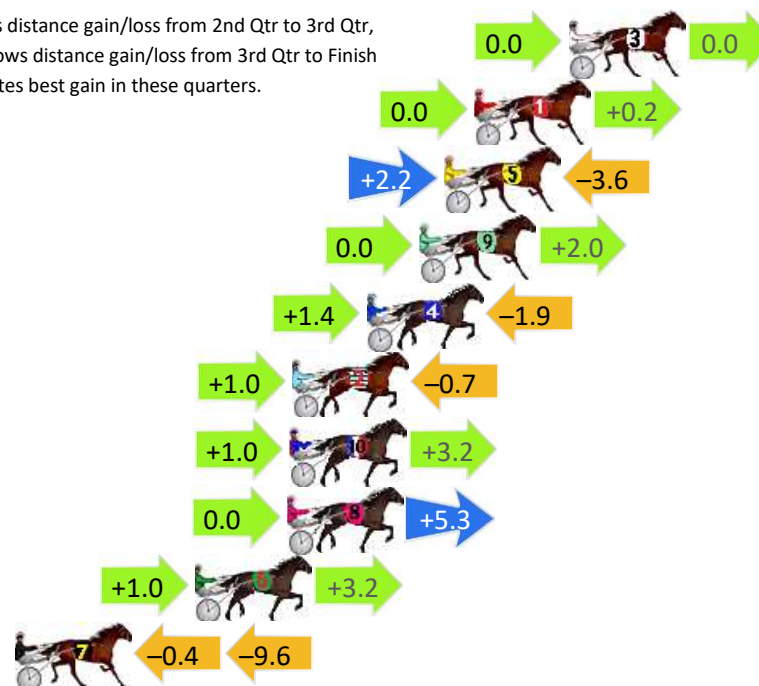 s distance gain/loss from 2nd Qtr to 3rd Qtr,
ows distance gain/loss from 3rd Qtr to Finish
tes best gain in these quarters.
0.0 3 0.0
0.0 1 +0.2
+2.2 5 –3.6
0.0 9 +2.0
+1.4 4 –1.9
+1.0 2 –0.7
+1.0 10 +3.2
0.0 8 +5.3
+1.0 6 +3.2
7 –0.4 –9.6